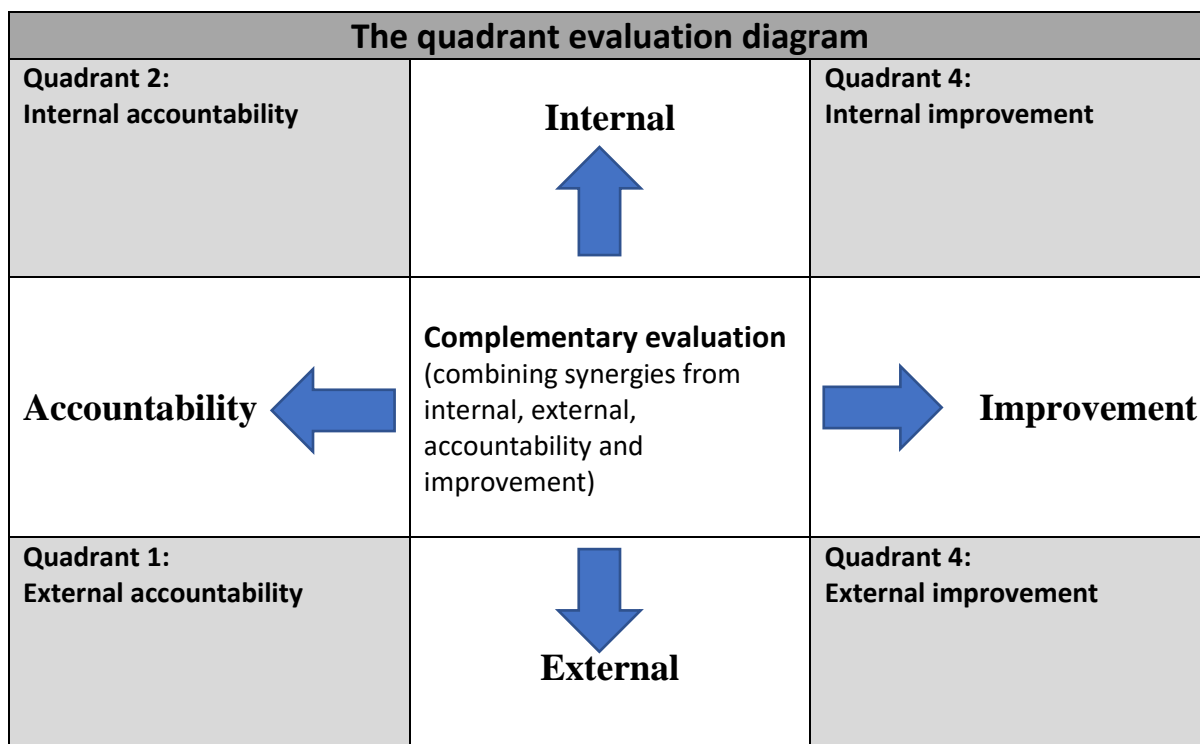 The quadrant evaluation diagram
Quadrant 2:
Internal accountability
Internal
Quadrant 4:
Internal improvement
Accountability
Complementary evaluation
(combining synergies from
internal, external,
accountability and
improvement)
Improvement
Quadrant 1:
External accountability
External
Quadrant 4:
External improvement